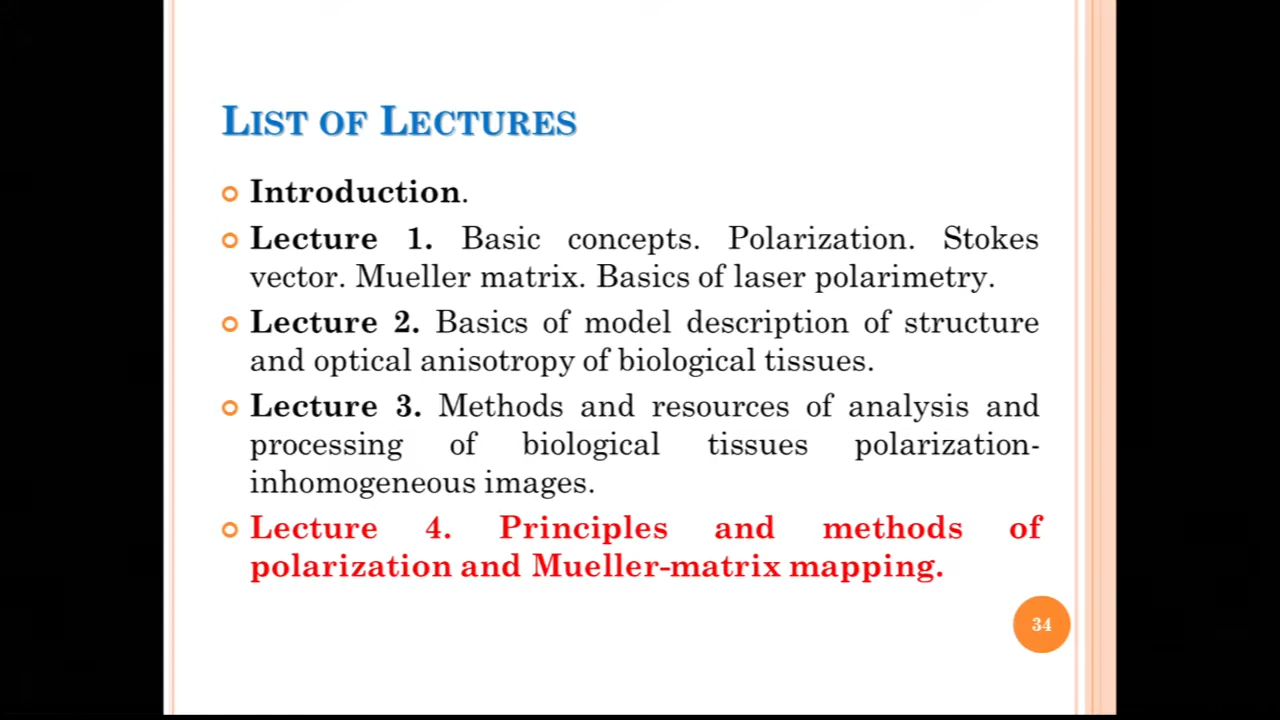 LIST OF LECTURES
Introduction.
Lecture 1. Basic concepts. Polarization. Stokes
vector. Mueller matrix. Basics of laser polarimetry.
Lecture 2. Basics of model description of structure
and optical anisotropy of biological tissues.
Lecture 3. Methods and resources of analysis and
processing of biological tissues polarization-
inhomogeneous images.
Lecture 4. Principles and methods of
polarization and Mueller-matrix mapping.
34